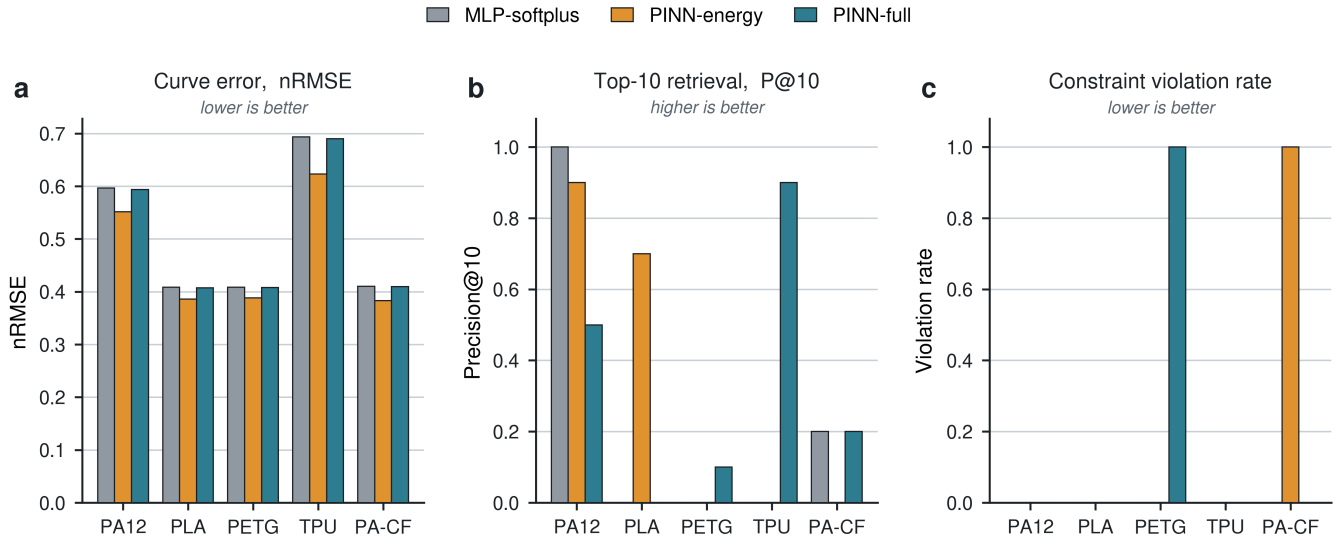 MLP-softplus PINN-energy PINN-full
a
Curve error, nRMSE
lower is better
nRMSE
0.7
0.6
0.5
0.4
0.3
0.2
0.1
0.0
PA12 PLA PETG TPU PA-CF
b
Top-10 retrieval, P@10
higher is better
Precision@10
1.0
0.8
0.6
0.4
0.2
0.0
PA12 PLA PETG TPU PA-CF
c
Constraint violation rate
lower is better
Violation rate
1.0
0.8
0.6
0.4
0.2
0.0
PA12 PLA PETG TPU PA-CF